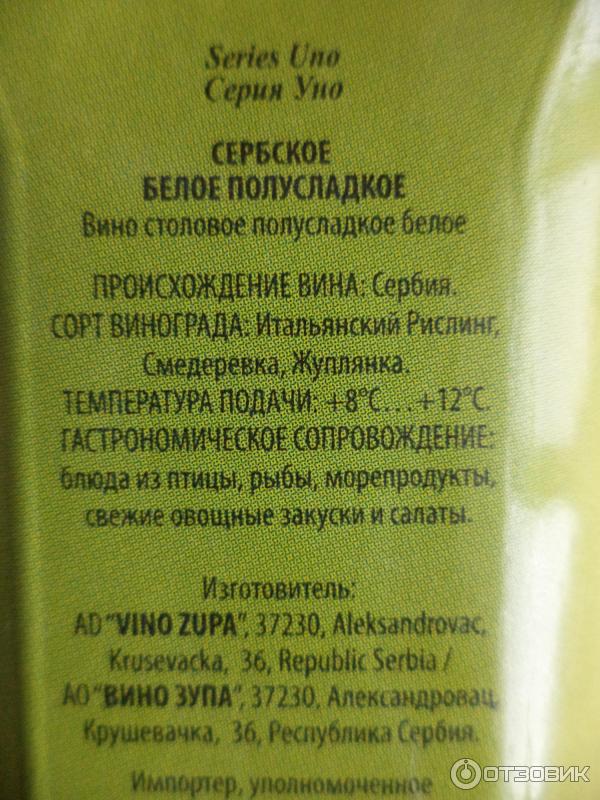 Series Uno
Серия Уно
СЕРБСКОЕ
БЕЛОЕ ПОЛУСЛАДКОЕ
Вино столовое полусладкое белое
ПРОИСХОЖДЕНИЕ ВИНА: Сербия.
СОРТ ВИНОГРАДА: Итальянский Рислинг,
Смедеревка, Жуплянка.
ТЕМПЕРАТУРА ПОДАЧИ: +8°С...+12°С.
ГАСТРОНОМИЧЕСКОЕ СОПРОВОЖДЕНИЕ:
блюда из птицы, рыбы, морепродукты,
свежие овощные закуски и салаты.
Изготовитель:
AD "VINO ZUPA", 37230, Aleksandrovac,
Krusevacka, 36, Republic Serbia /
АО "ВИНО ЗУПА", 37230, Александровац,
Крушевачка, 36, Республика Сербия.
Импортер, уполномоченное
ОТЗОВИК